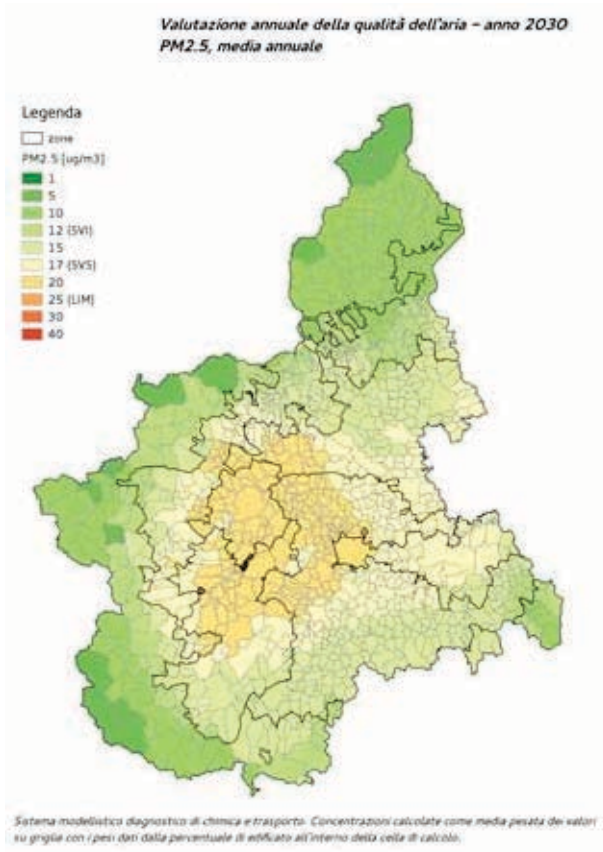 Valutazione annuale della qualità dell'aria – anno 2030
PM2.5, media annuale
Legenda
zone
PM2.5 [ug/m3]
1
5
10
12 (SVI)
15
17 (SVS)
20
25 (LIM)
30
40
Sistema modellistico diagnostico di chimica e trasporto. Concentrazioni calcolate come media pesata dei valori
su griglia con i pesi dati dalla percentuale di edificato all'interno della cella di calcolo.